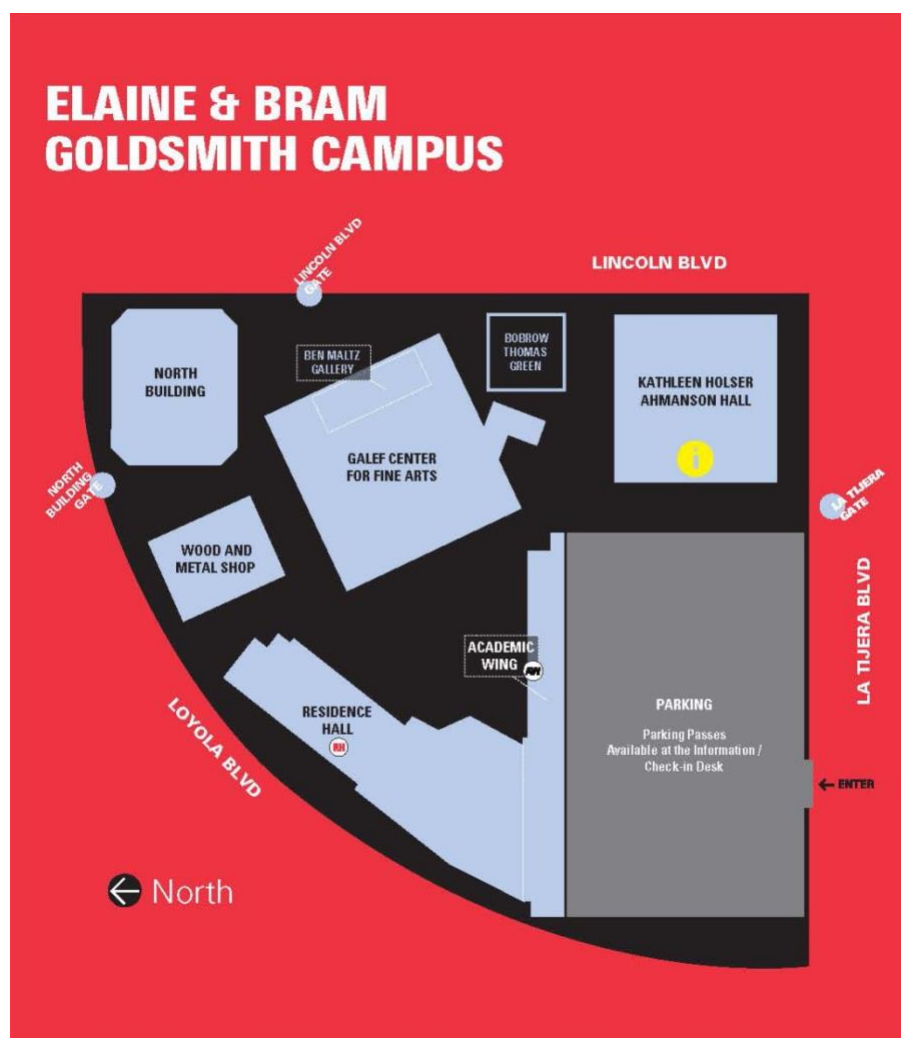 ELAINE & BRAM
GOLDSMITH CAMPUS
LINCOLN BLVD
GATE
LINCOLN BLVD
NORTH
BUILDING
BEN MALTZ
GALLERY
BOBROW
THOMAS
GREEN
KATHLEEN HOLSER
AHMANSON HALL
i
GALEF CENTER
FOR FINE ARTS
NORTH
BUILDING
GATE
LA TIJERA
GATE
WOOD AND
METAL SHOP
LA TIJERA BLVD
ACADEMIC
WING
AW
RESIDENCE
HALL
RH
LOYOLA BLVD
PARKING
Parking Passes
Available at the Information /
Check-in Desk
ENTER
North